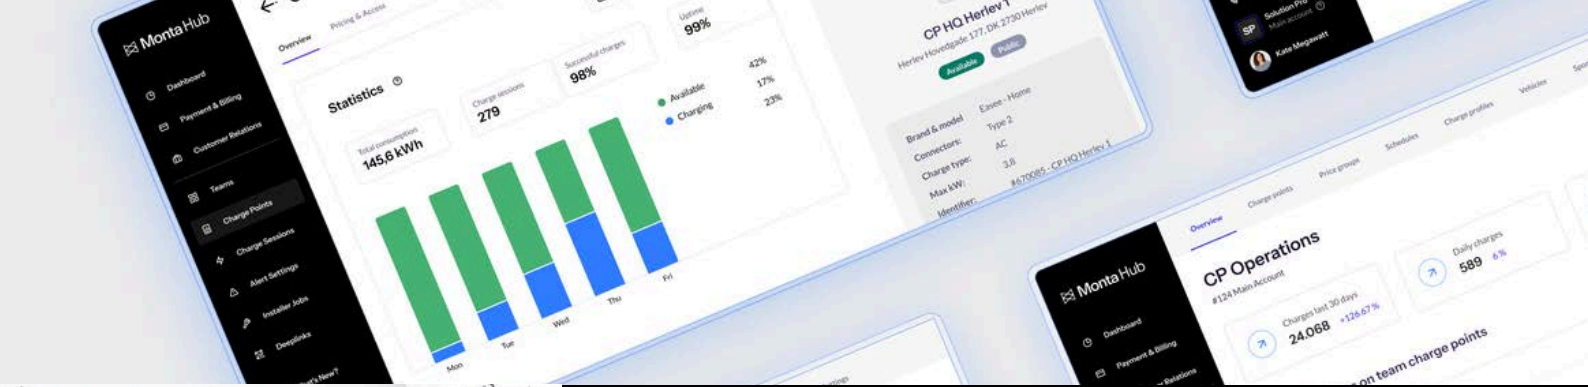 Monta Hub
Dashboard
Payment & Billing
Customer Relations
Teams
Charge Points
Charge Sessions
Alert Settings
Installer Jobs
Deeplinks
What's New?
Overview
Pricing & Access
Statistics
Total consumption
145,6 kWh
Charge sessions
279
Successful charges
98%
Uptime
99%
Available
42%
Charging
17%
23%
Mon
Tue
Wed
Thu
Fri
CP HQ Herlev 1
Herlev Hovedgade 177, DK 2730 Herlev
Available
Public
Brand & model
Easee - Home
Connectors:
Type 2
Charge type:
AC
Max kW:
3,8
Identifier:
#670085 - CP HQ Herlev 1
SP
Solution Pro
Main account
Kate Megawatt
Monta Hub
Dashboard
Payment & Billing
Relations
Overview
Charge points
Price groups
Schedules
Charge profiles
Vehicles
CP Operations
#124 Main Account
Charges last 30 days
24.068 +126.67%
Daily charges
589 6%
on team charge points